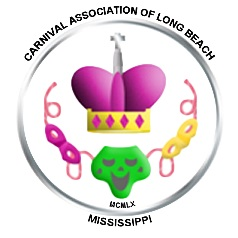 CARNIVAL ASSOCIATION OF LONG BEACH
MCMLX
MISSISSIPPI